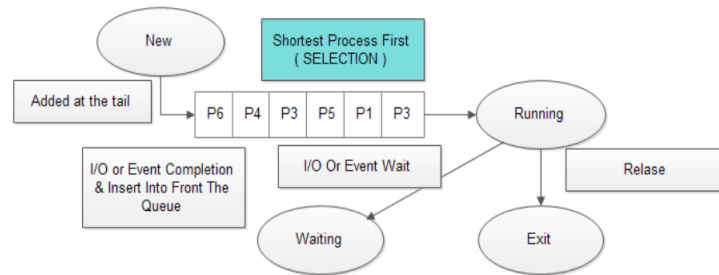 New
Shortest Process First
( SELECTION )
Added at the tail
P6 P4 P3 P5 P1 P3
Running
I/O or Event Completion
& Insert Into Front The
Queue
I/O Or Event Wait
Relase
Waiting
Exit